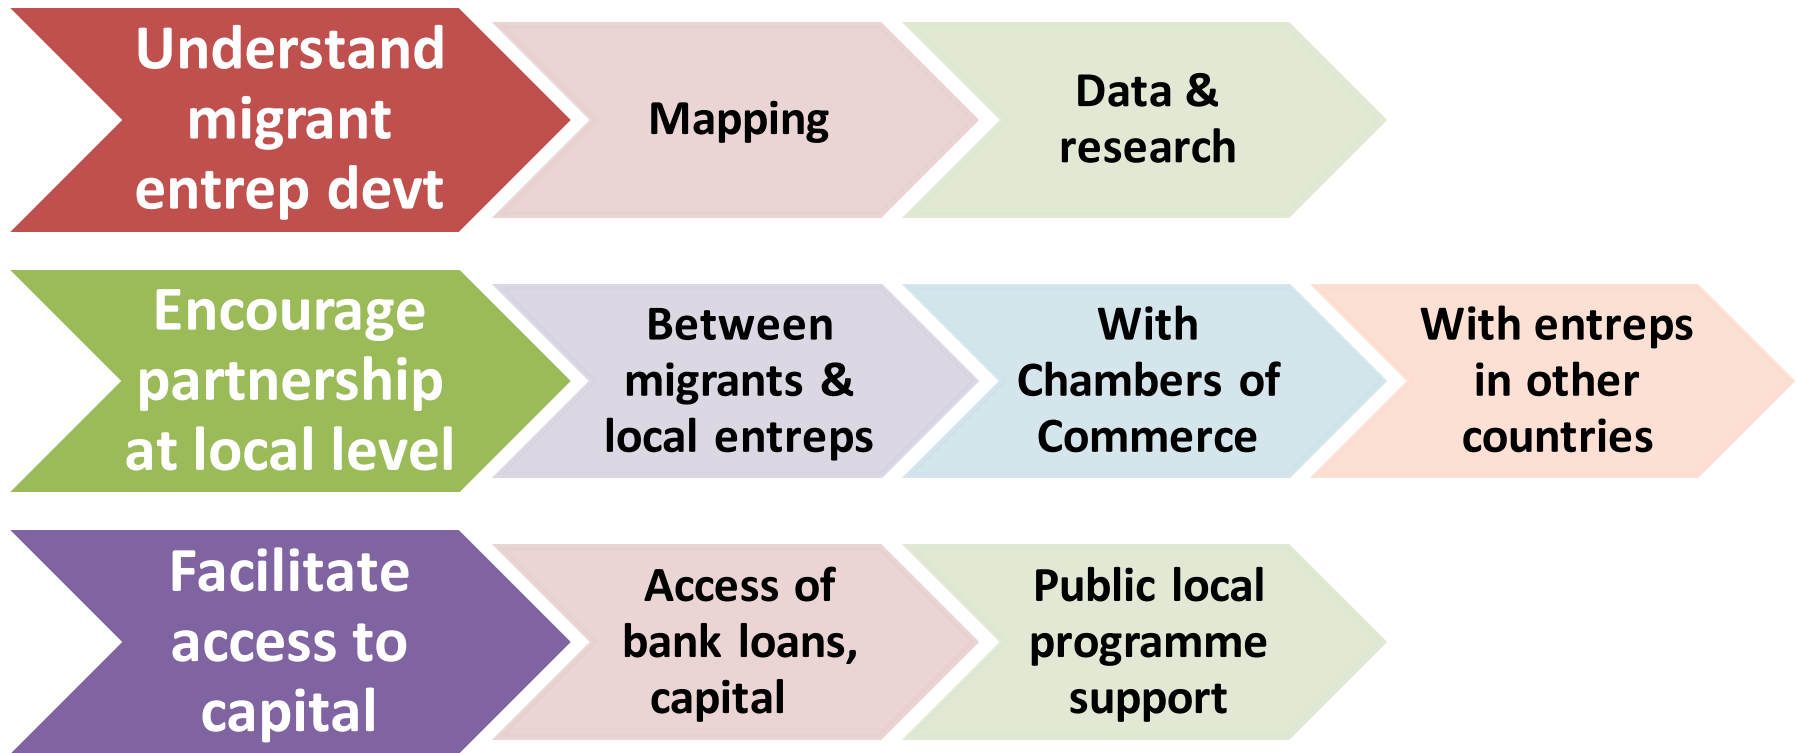 Understand
migrant
entrep devt
Mapping
Data &
research
Encourage
partnership
at local level
Between
migrants &
local entreps
With
Chambers of
Commerce
With entreps
in other
countries
Facilitate
access to
capital
Access of
bank loans,
capital
Public local
programme
support